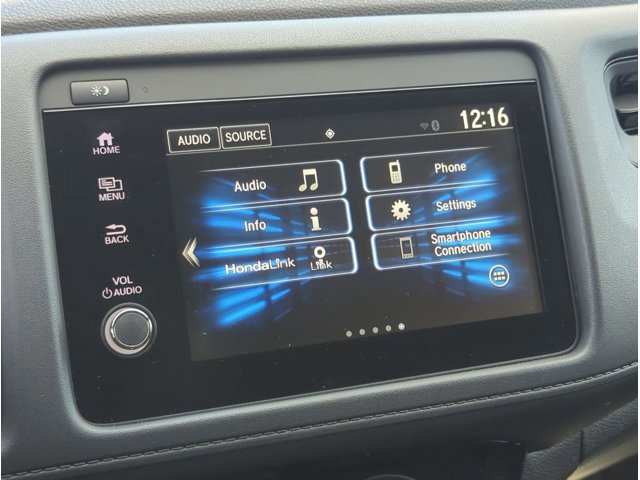 AUDIO SOURCE 12:16
HOME
MENU
BACK
VOL
AUDIO
Audio
Phone
Info
Settings
HondaLink Link
Smartphone
Connection